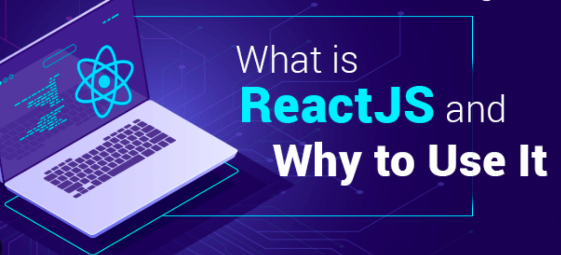 What is
ReactJS and
Why to Use It